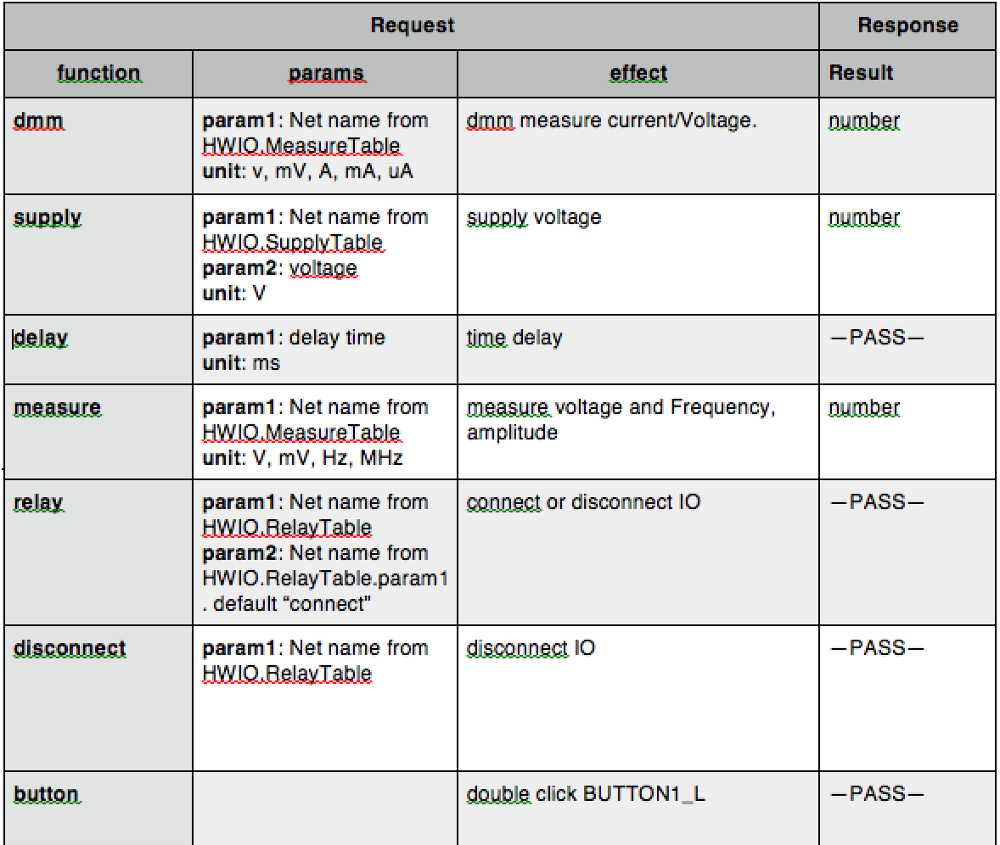 Request Response
function params effect Result
dmm param1: Net name from dmm measure current/Voltage. number
HWIO.MeasureTable
unit: v, mV, A, mA, uA
supply param1: Net name from supply voltage number
HWIO.SupplyTable
param2: voltage
unit: V
delay param1: delay time time delay —PASS—
unit: ms
measure param1: Net name from measure voltage and Frequency, number
HWIO.MeasureTable amplitude
unit: V, mV, Hz, MHz
relay param1: Net name from connect or disconnect IO —PASS—
HWIO.RelayTable
param2: Net name from
HWIO.RelayTable.param1
. default “connect"
disconnect param1: Net name from disconnect IO —PASS—
HWIO.RelayTable
button double click BUTTON1_L —PASS—